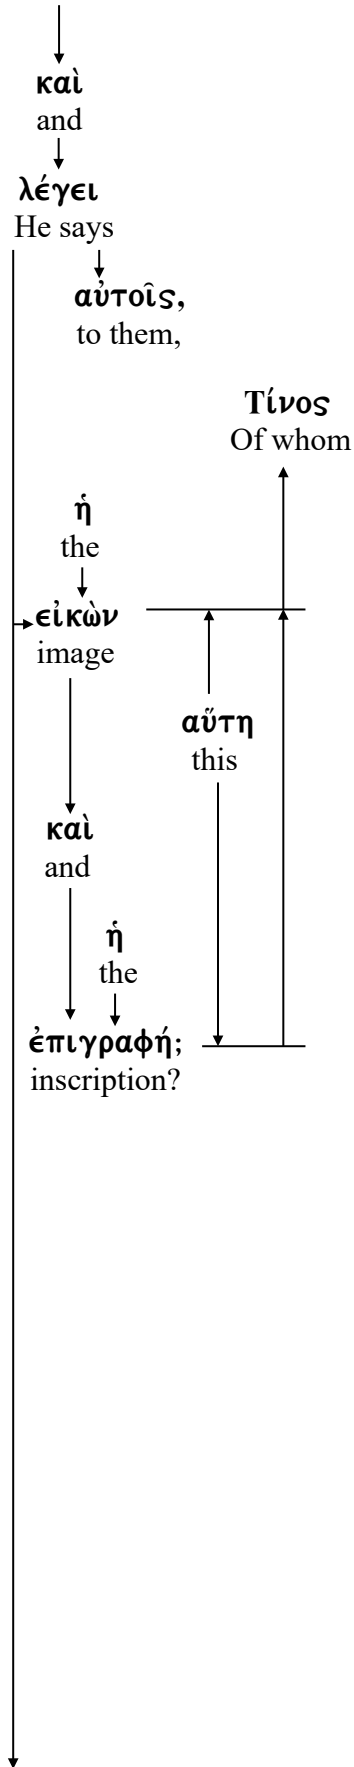 καὶ
and
λέγει
He says
αὐτοῖς,
to them,
Τίνος
Of whom
ἡ
the
εἰκὼν
image
αὕτη
this
καὶ
and
ἡ
the
ἐπιγραφή;
inscription?